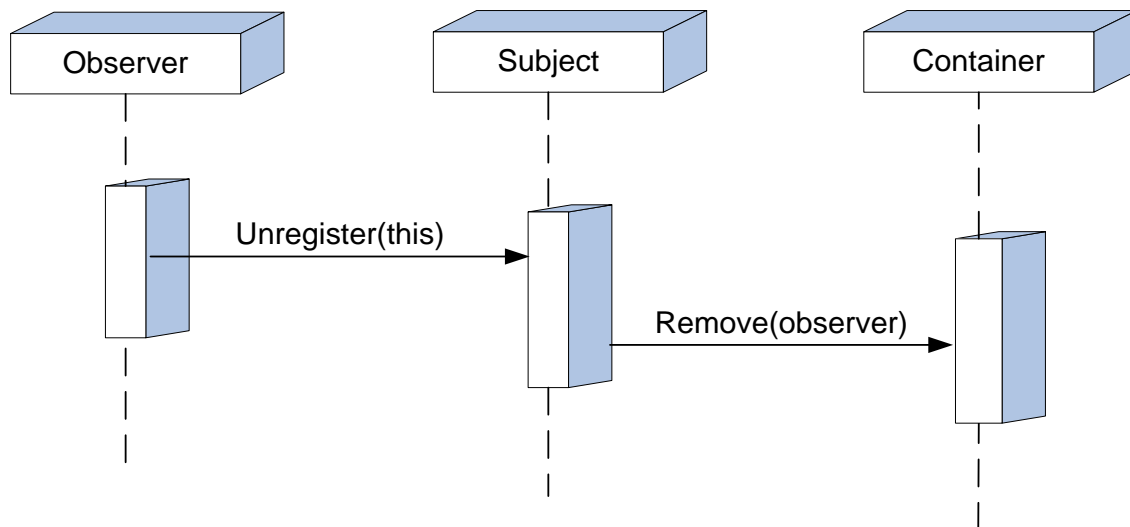 Observer
Subject
Container
Unregister(this)
Remove(observer)